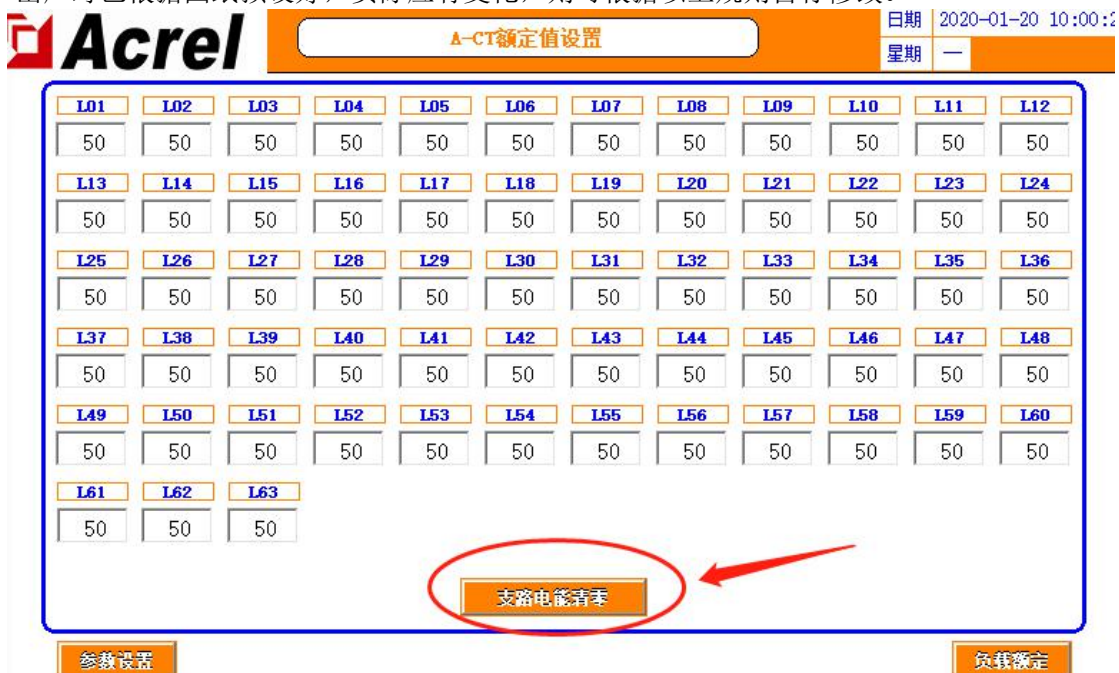 Acrel
A-CT额定值设置
日期 2020-01-20 10:00:2
星期 一
L01 L02 L03 L04 L05 L06 L07 L08 L09 L10 L11 L12
50 50 50 50 50 50 50 50 50 50 50 50
L13 L14 L15 L16 L17 L18 L19 L20 L21 L22 L23 L24
50 50 50 50 50 50 50 50 50 50 50 50
L25 L26 L27 L28 L29 L30 L31 L32 L33 L34 L35 L36
50 50 50 50 50 50 50 50 50 50 50 50
L37 L38 L39 L40 L41 L42 L43 L44 L45 L46 L47 L48
50 50 50 50 50 50 50 50 50 50 50 50
L49 L50 L51 L52 L53 L54 L55 L56 L57 L58 L59 L60
50 50 50 50 50 50 50 50 50 50 50 50
L61 L62 L63
50 50 50
支路电能清零
参数设置 负载额定